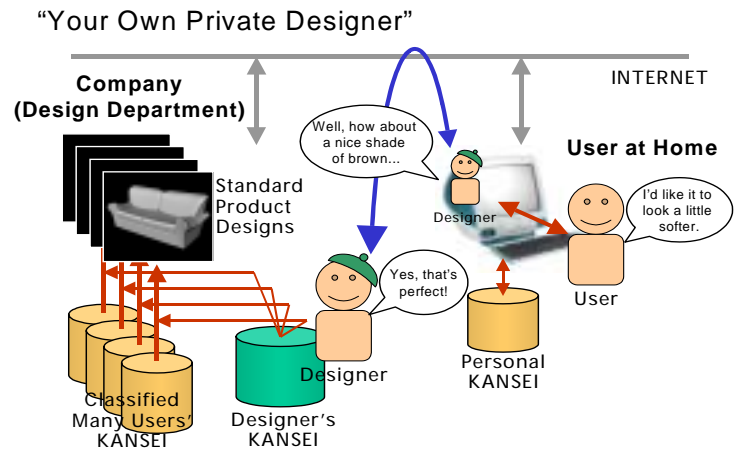 “Your Own Private Designer”
INTERNET
Company
(Design Department)
Well, how about
a nice shade
of brown...
User at Home
Standard
Product
Designs
Designer
I'd like it to
look a little
softer.
Yes, that's
perfect!
User
Designer
Personal
KANSEI
Classified
Many Users'
KANSEI
Designer's
KANSEI